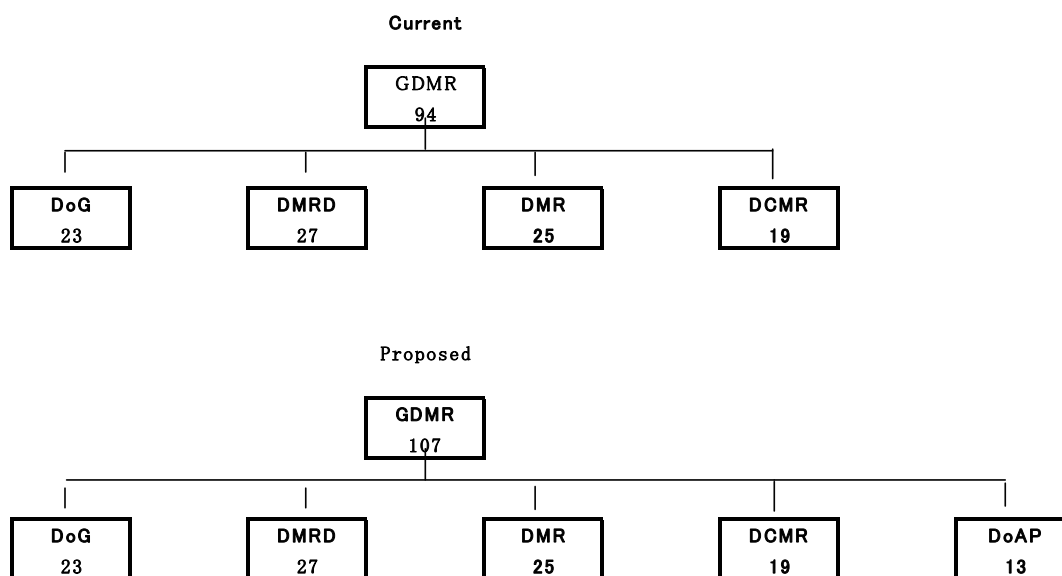 Current
GDMR
94
DoG DMRD DMR DCMR
23 27 25 19
Proposed
GDMR
107
DoG DMRD DMR DCMR DoAP
23 27 25 19 13